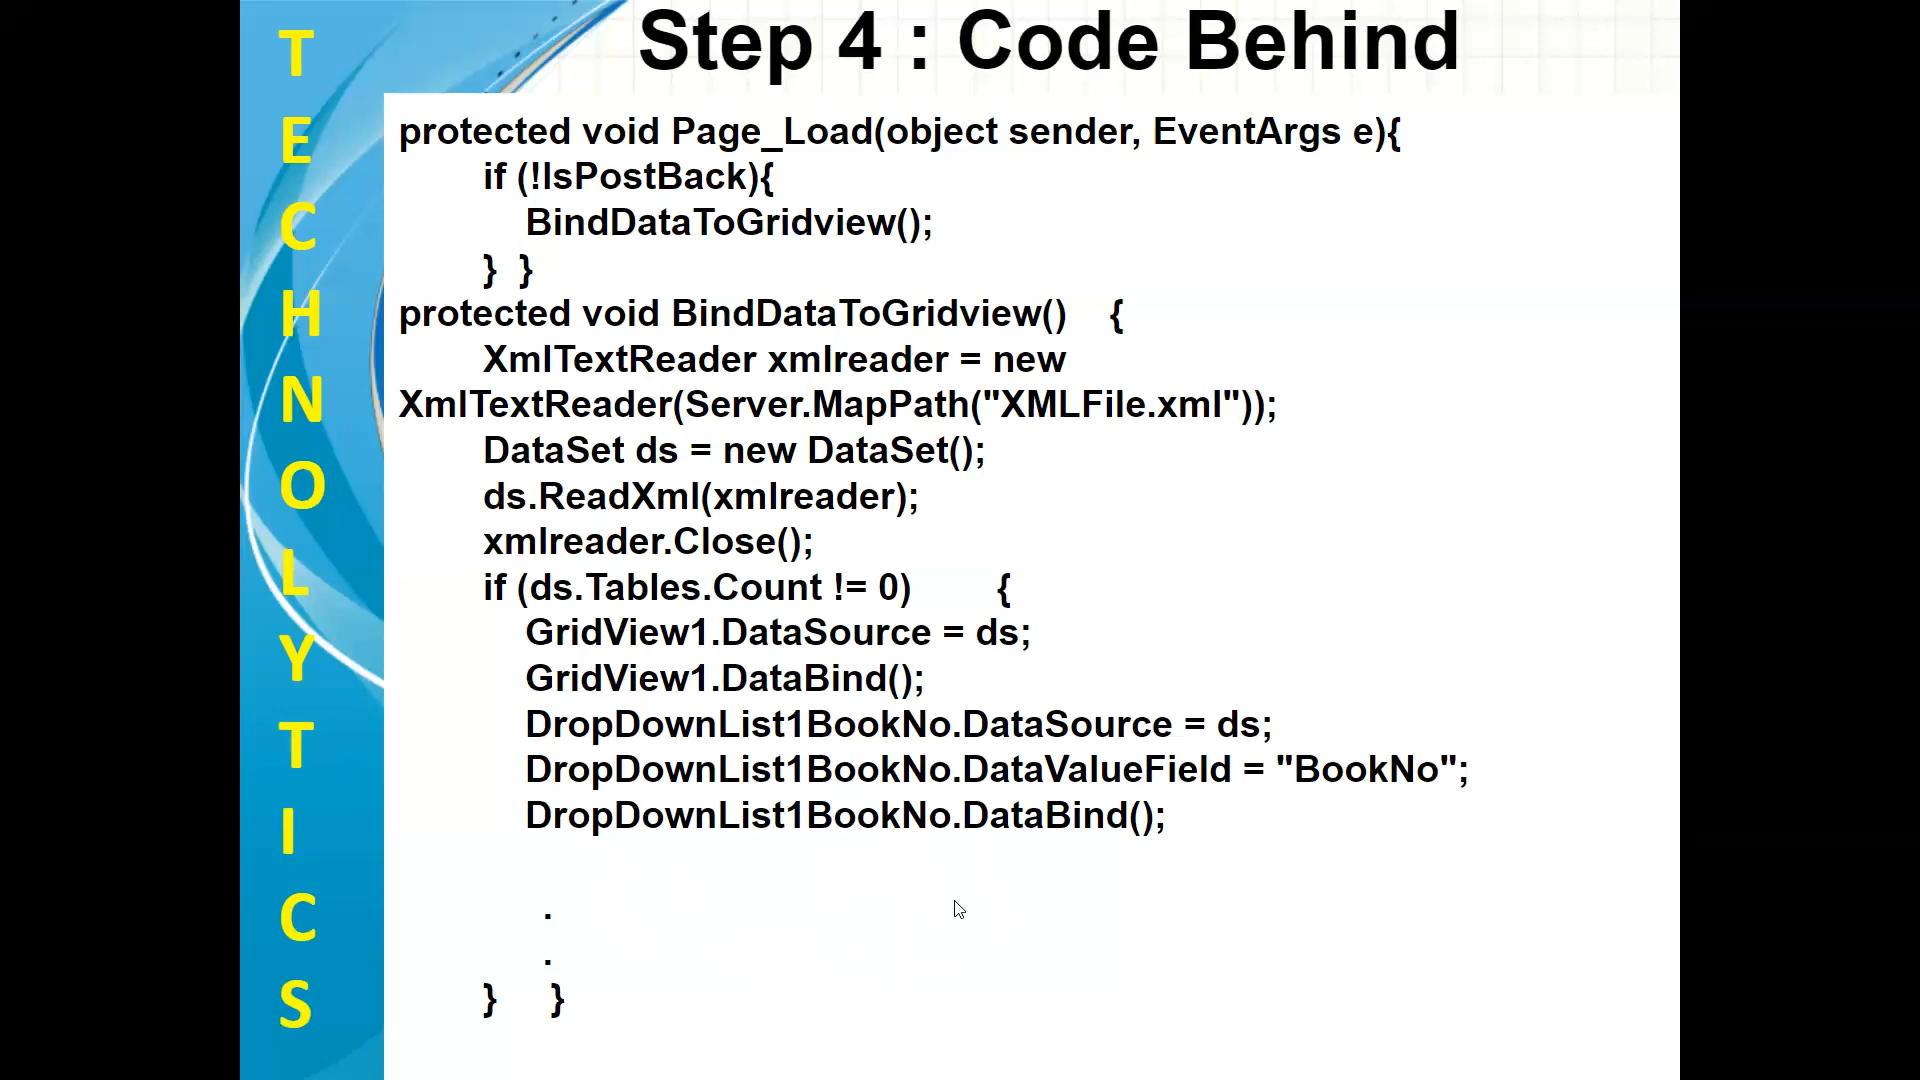 Step 4 : Code Behind
T
E
C
H
N
O
L
Y
T
I
C
S
protected void Page_Load(object sender, EventArgs e){
if (!IsPostBack){
BindDataToGridview();
} }
protected void BindDataToGridview() {
XmlTextReader xmlreader = new
XmlTextReader(Server.MapPath("XMLFile.xml"));
DataSet ds = new DataSet();
ds.ReadXml(xmlreader);
xmlreader.Close();
if (ds.Tables.Count != 0) {
GridView1.DataSource = ds;
GridView1.DataBind();
DropDownList1BookNo.DataSource = ds;
DropDownList1BookNo.DataValueField = "BookNo";
DropDownList1BookNo.DataBind();
.
.
} }